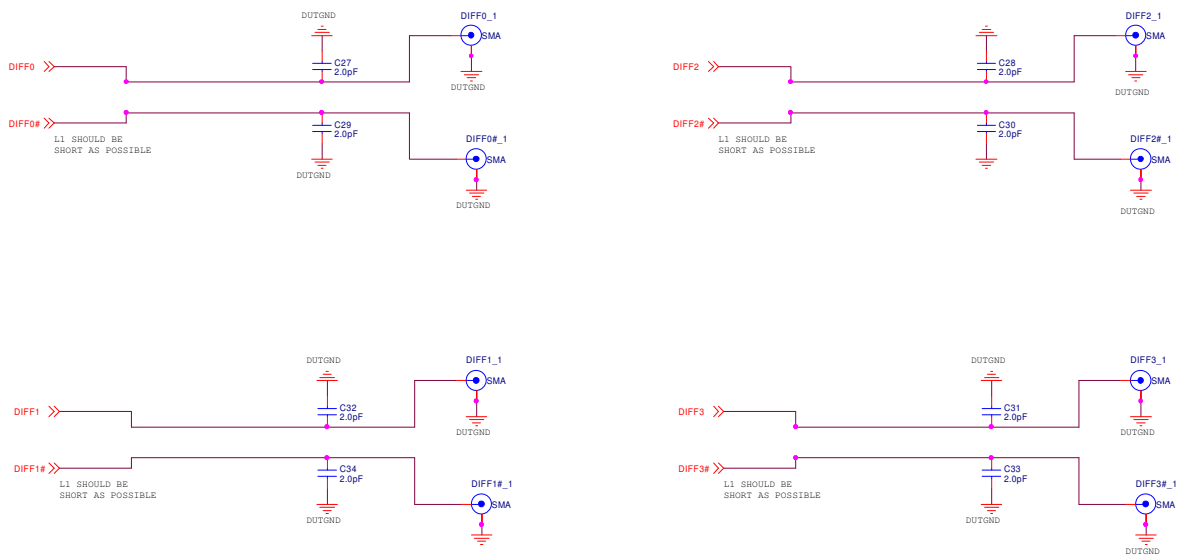 DUTGND
DIFF0_1
SMA
C27
2.0pF
DIFF0
DUTGND
DIFF0#
C29
2.0pF
L1 SHOULD BE
SHORT AS POSSIBLE
DUTGND
DIFF0#_1
SMA
DUTGND
DIFF2_1
SMA
C28
2.0pF
DIFF2
DUTGND
DIFF2#
C30
2.0pF
L1 SHOULD BE
SHORT AS POSSIBLE
DIFF2#_1
SMA
DUTGND
DUTGND
DIFF1_1
SMA
C32
2.0pF
DIFF1
DUTGND
DIFF1#
C34
2.0pF
L1 SHOULD BE
SHORT AS POSSIBLE
DUTGND
DIFF1#_1
SMA
DUTGND
DIFF3_1
SMA
C31
2.0pF
DIFF3
DUTGND
DIFF3#
C33
2.0pF
L1 SHOULD BE
SHORT AS POSSIBLE
DUTGND
DIFF3#_1
SMA
DUTGND